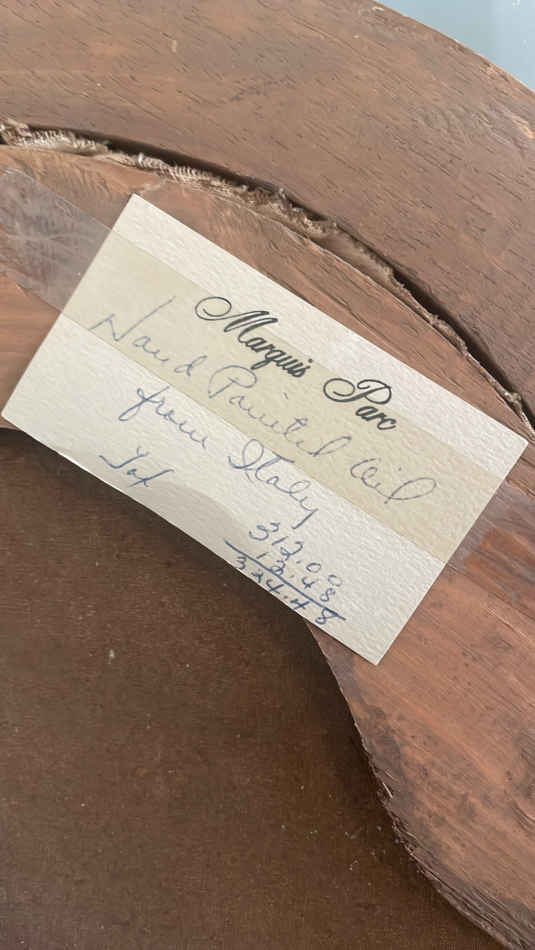 Marquis Parc
Hand Painted Oil
from Italy
312.00
Tax 12.48
324.48